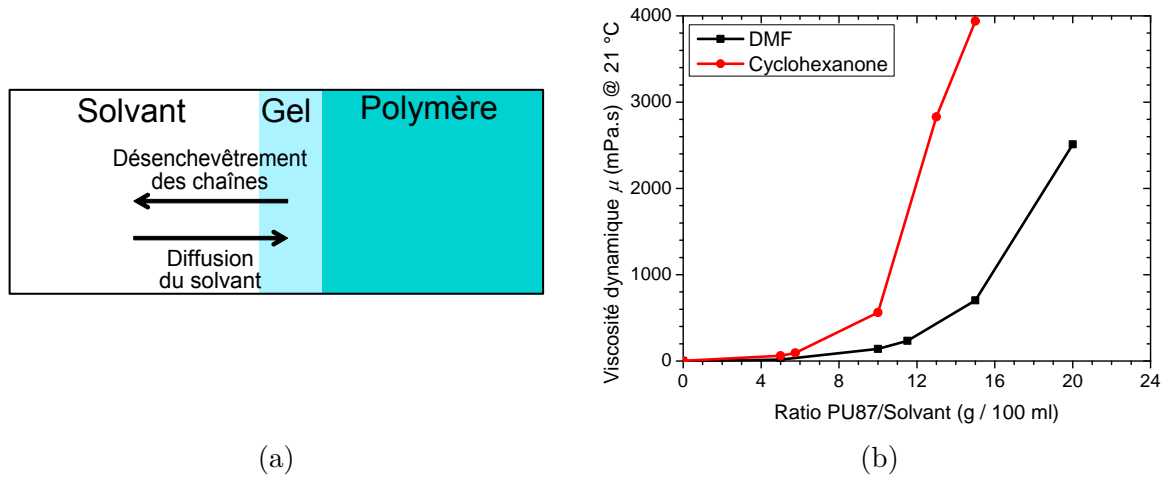 Solvant Gel Polymère
Désenchevêtrement
des chaînes
Diffusion
du solvant
(a)
4000
3000
2000
1000
0
Viscosité dynamique μ (mPa.s) @ 21 °C
DMF
Cyclohexanone
0 4 8 12 16 20 24
Ratio PU87/Solvant (g / 100 ml)
(b)